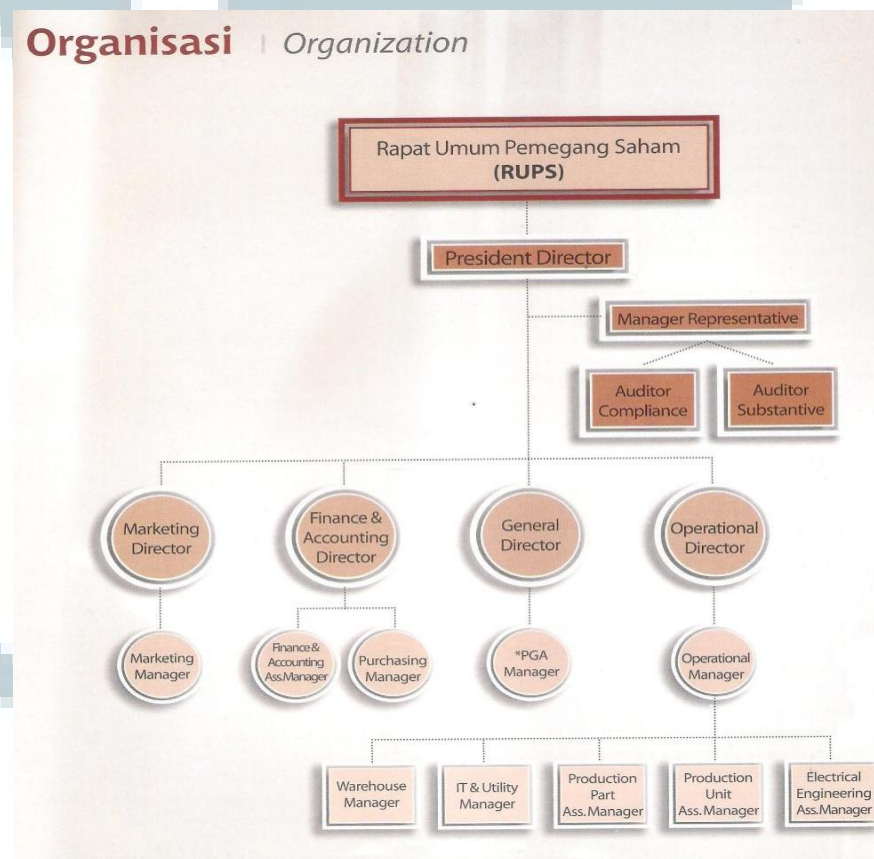 Organisasi | Organization
Rapat Umum Pemegang Saham
(RUPS)
President Director
Manager Representative
Auditor
Compliance
Auditor
Substantive
Marketing
Director
Finance &
Accounting
Director
General
Director
Operational
Director
Marketing
Manager
Finance &
Accounting
Ass.Manager
Purchasing
Manager
*PGA
Manager
Operational
Manager
Warehouse
Manager
IT & Utility
Manager
Production
Part
Ass.Manager
Production
Unit
Ass.Manager
Electrical
Engineering
Ass.Manager